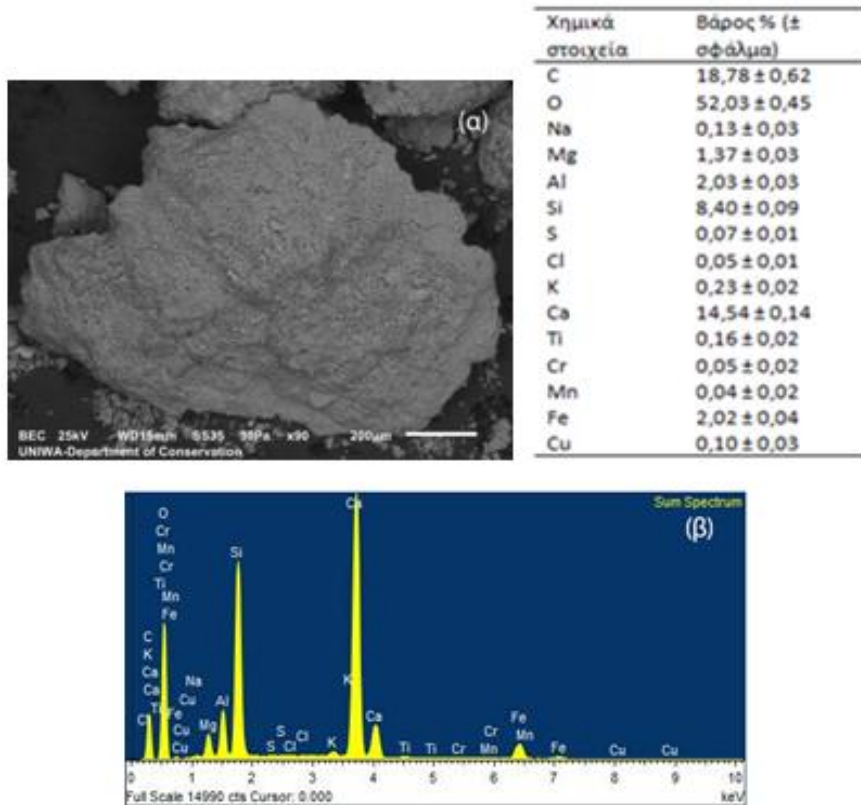 (α)
BEC 25kV WD15mm SS35 98Pa x90 200μm
UNIWA-Department of Conservation
Χημικά στοιχεία
Βάρος % (± σφάλμα)
C 18,78 ± 0,62
O 52,03 ± 0,45
Na 0,13 ± 0,03
Mg 1,37 ± 0,03
Al 2,03 ± 0,03
Si 8,40 ± 0,09
S 0,07 ± 0,01
Cl 0,05 ± 0,01
K 0,23 ± 0,02
Ca 14,54 ± 0,14
Ti 0,16 ± 0,02
Cr 0,05 ± 0,02
Mn 0,04 ± 0,02
Fe 2,02 ± 0,04
Cu 0,10 ± 0,03
Sum Spectrum
(β)
O
Cr
Mn
Cr
Ti Mn
Fe
C
K
Ca
Ca
Cl Ti Fe
Na
Cu
Cu
Cu
Mg
Al
Si
S
S
Cl
Cl
K
K
Ca
Ca
Ti Ti Cr
Cr
Mn
Fe
Mn
Fe
Cu
Cu
0 1 2 3 4 5 6 7 8 9 10
Full Scale 14990 cts Cursor: 0.000 keV